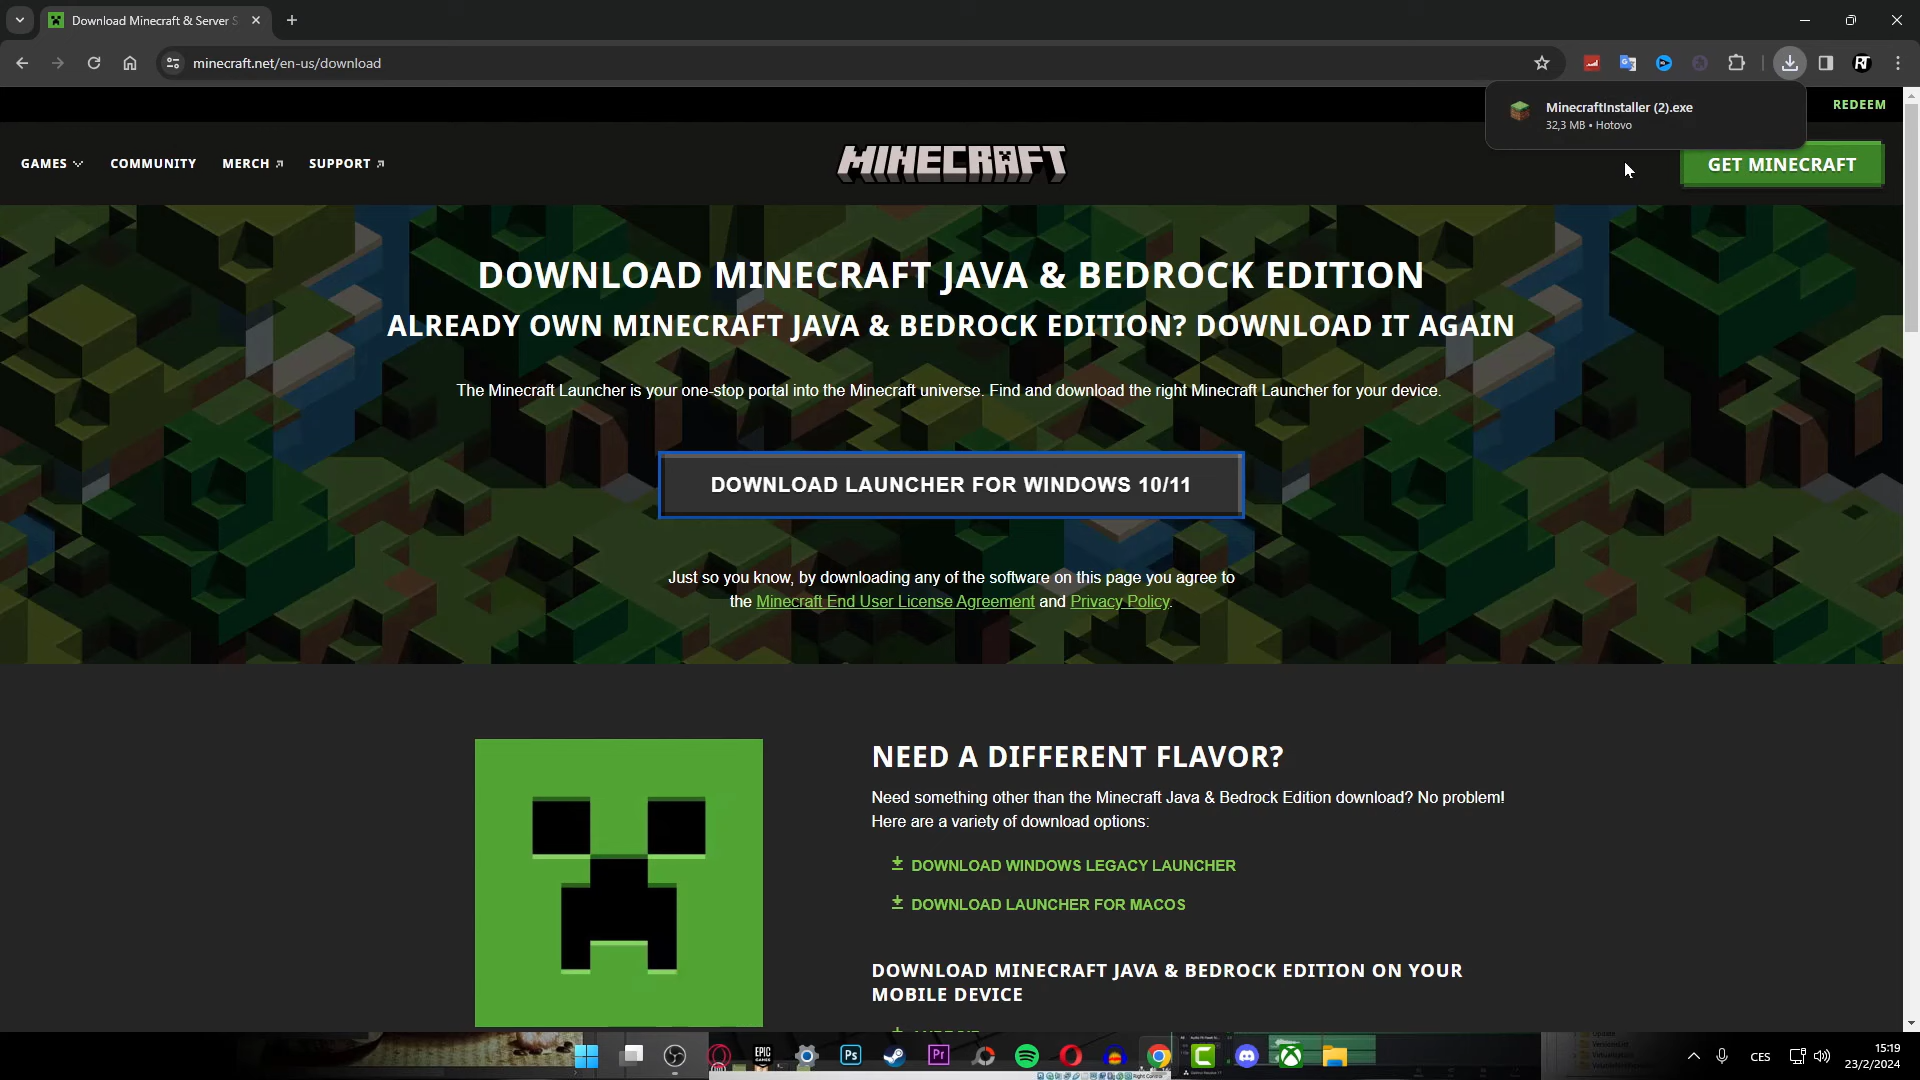 Download Minecraft & Server S
minecraft.net/en-us/download
MinecraftInstaller (2).exe
32,3 MB • Hotovo
REDEEM
GAMES
COMMUNITY
MERCH
SUPPORT
MINECRAFT
GET MINECRAFT
DOWNLOAD MINECRAFT JAVA & BEDROCK EDITION
ALREADY OWN MINECRAFT JAVA & BEDROCK EDITION? DOWNLOAD IT AGAIN
The Minecraft Launcher is your one-stop portal into the Minecraft universe. Find and download the right Minecraft Launcher for your device.
DOWNLOAD LAUNCHER FOR WINDOWS 10/11
Just so you know, by downloading any of the software on this page you agree to
the Minecraft End User License Agreement and Privacy Policy.
NEED A DIFFERENT FLAVOR?
Need something other than the Minecraft Java & Bedrock Edition download? No problem!
Here are a variety of download options:
DOWNLOAD WINDOWS LEGACY LAUNCHER
DOWNLOAD LAUNCHER FOR MACOS
DOWNLOAD MINECRAFT JAVA & BEDROCK EDITION ON YOUR
MOBILE DEVICE
EPIC
GAMES
Ps
Pr
CES
15:19
23/2/2024